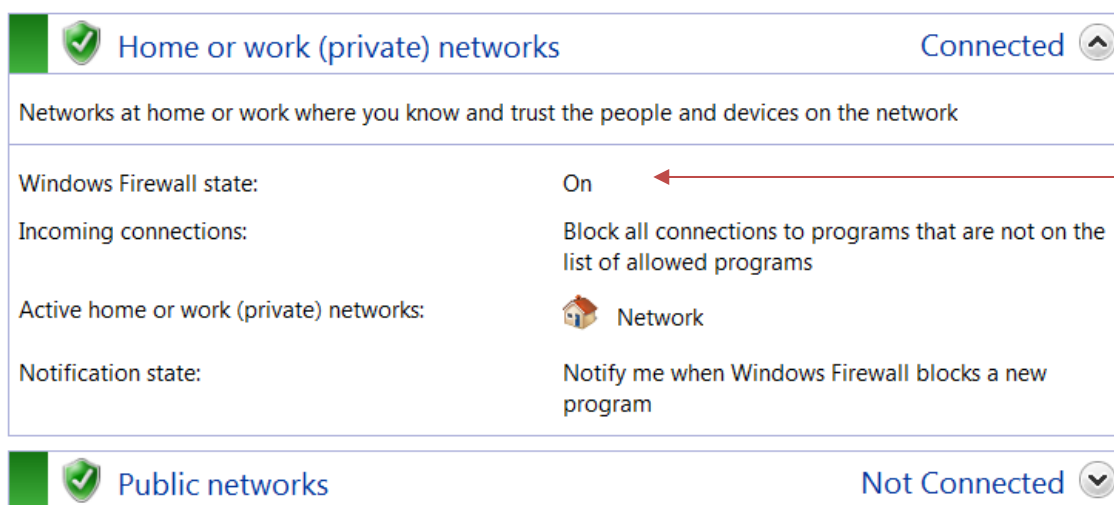 Home or work (private) networks Connected
Networks at home or work where you know and trust the people and devices on the network
Windows Firewall state: On
Incoming connections: Block all connections to programs that are not on the
list of allowed programs
Active home or work (private) networks: Network
Notification state: Notify me when Windows Firewall blocks a new
program
Public networks Not Connected